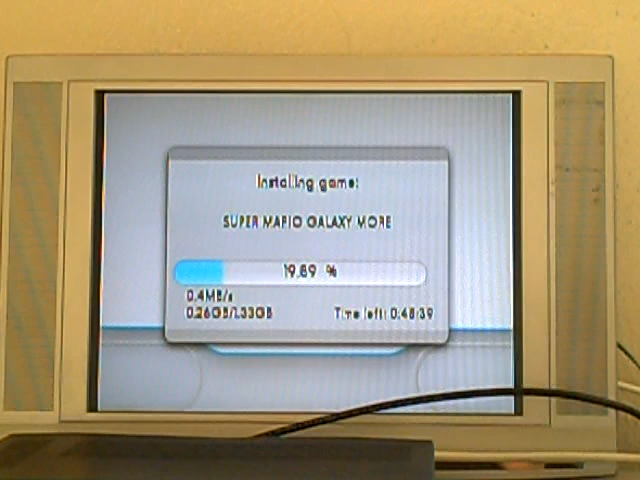 Installing game:
SUPER MARIO GALAXY MORE
19.89 %
0.4MB/s
0.26GB/1.33GB
Time left: 0:48:39